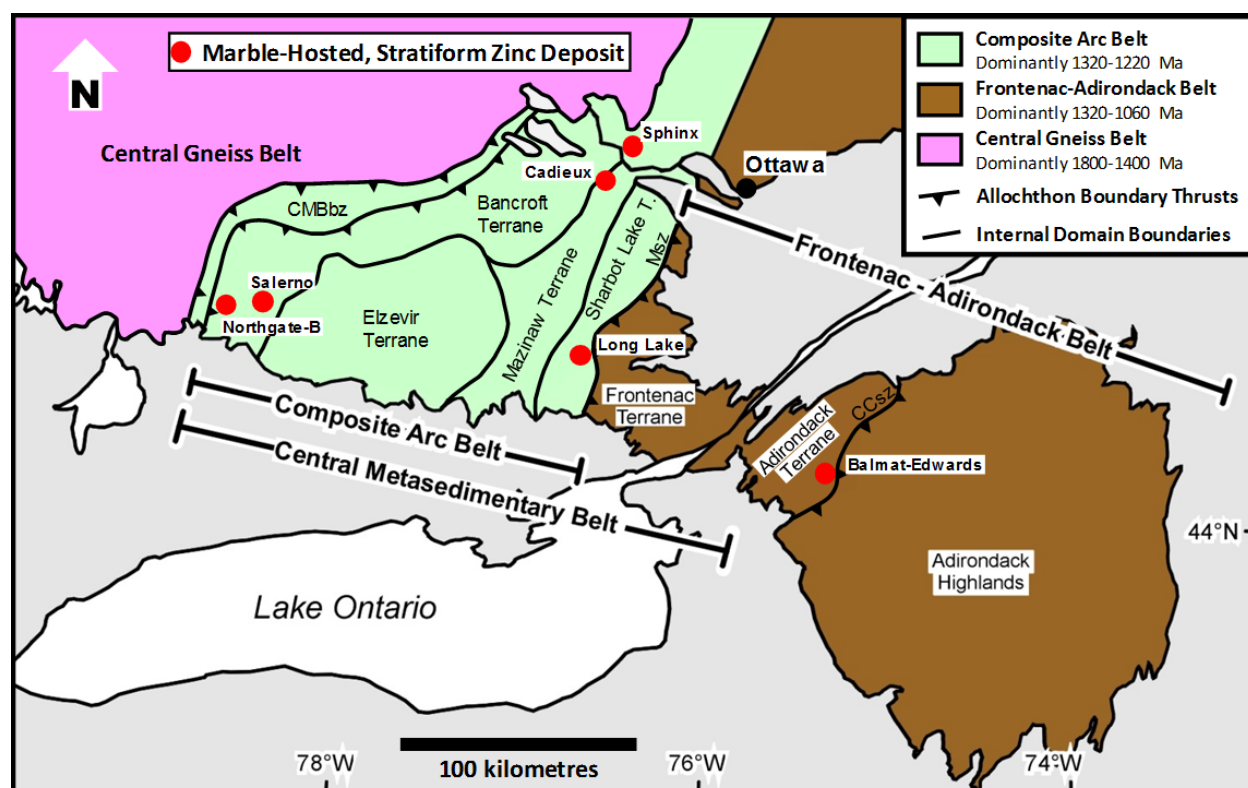 Marble-Hosted, Stratiform Zinc Deposit
N
Composite Arc Belt
Dominantly 1320-1220 Ma
Frontenac-Adirondack Belt
Dominantly 1320-1060 Ma
Central Gneiss Belt
Dominantly 1800-1400 Ma
Allochthon Boundary Thrusts
Internal Domain Boundaries
Central Gneiss Belt
Sphinx
Ottawa
Cadieux
CMBbz
Bancroft
Terrane
Sharbot Lake T.
Msz
Frontenac - Adirondack Belt
Salerno
Northgate-B
Elzevir
Terrane
Mazinaw Terrane
Long Lake
Frontenac
Terrane
CCsz
Adirondack
Terrane
Balmat-Edwards
Composite Arc Belt
Central Metasedimentary Belt
44°N
Adirondack
Highlands
Lake Ontario
78°W
76°W
74°W
100 kilometres